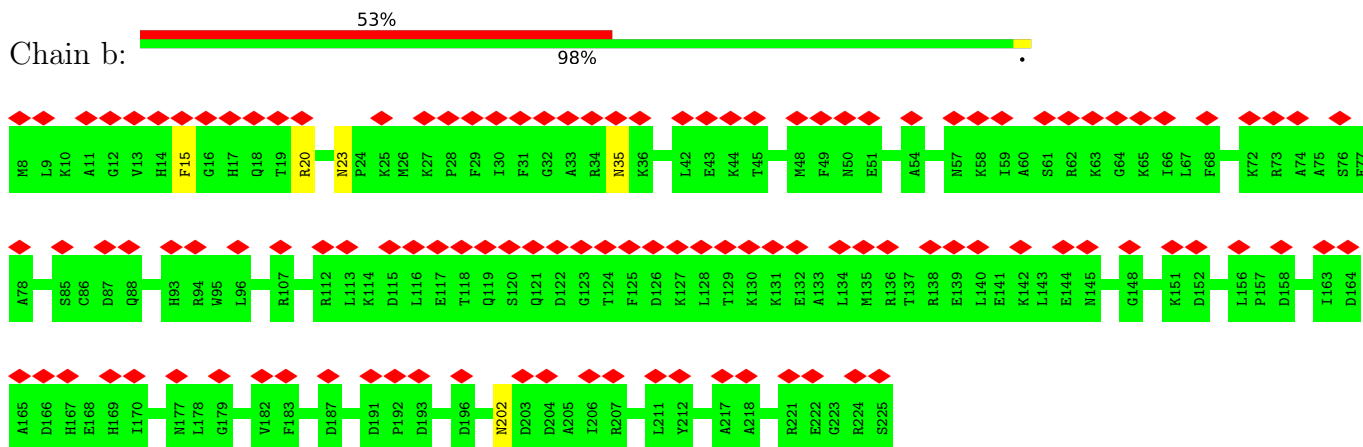 53%
Chain b:
98%
.
M8 L9 K10 A11 G12 V13 H14 F15 G16 H17 Q18 T19 R20 N23 P24 K25 M26 K27 P28 F29 I30 F31 G32 A33 R34 N35 K36 L42 E43 K44 T45 M48 F49 N50 E51 A54 N57 K58 I59 A60 S61 R62 K63 G64 K65 I66 L67 F68 K72 R73 A74 A75 S76 E77
A78 S85 C86 D87 Q88 H93 R94 W95 L96 R107 R112 L113 K114 D115 L116 E117 T118 Q119 S120 Q121 D122 G123 T124 F125 D126 K127 L128 T129 K130 K131 E132 A133 L134 M135 R136 T137 R138 E139 L140 E141 K142 L143 E144 N145 G148 K151 D152 L156 P157 D158 I163 D164
A165 D166 H167 E168 H169 I170 N177 L178 G179 V182 F183 D187 D191 P192 D193 D196 N202 D203 D204 A205 I206 R207 L211 Y212 A217 A218 R221 E222 G223 R224 S225